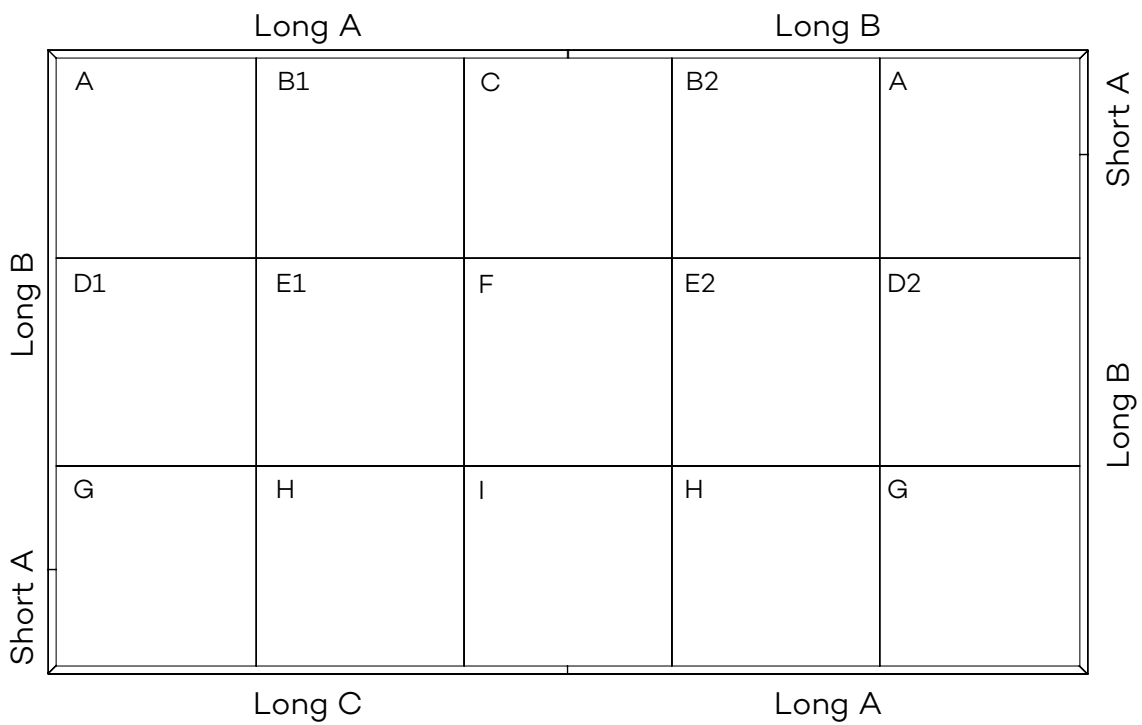 Long A
Long B
A
B1
C
B2
A
Short A
Long B
D1
E1
F
E2
D2
Long B
G
H
I
H
G
Short A
Long C
Long A